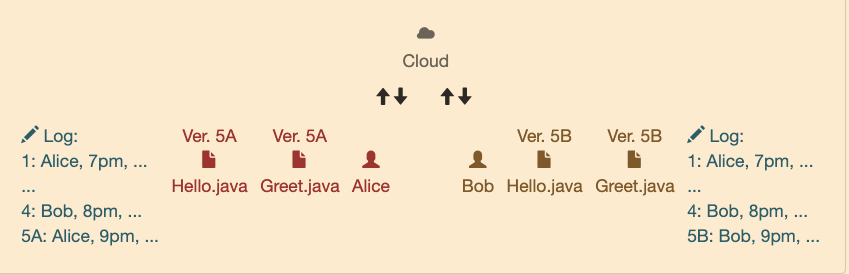 Cloud
Log:
1: Alice, 7pm, ...
...
4: Bob, 8pm, ...
5A: Alice, 9pm, ...
Ver. 5A
Hello.java
Ver. 5A
Greet.java
Alice
Bob
Ver. 5B
Hello.java
Ver. 5B
Greet.java
Log:
1: Alice, 7pm, ...
...
4: Bob, 8pm, ...
5B: Bob, 9pm, ...